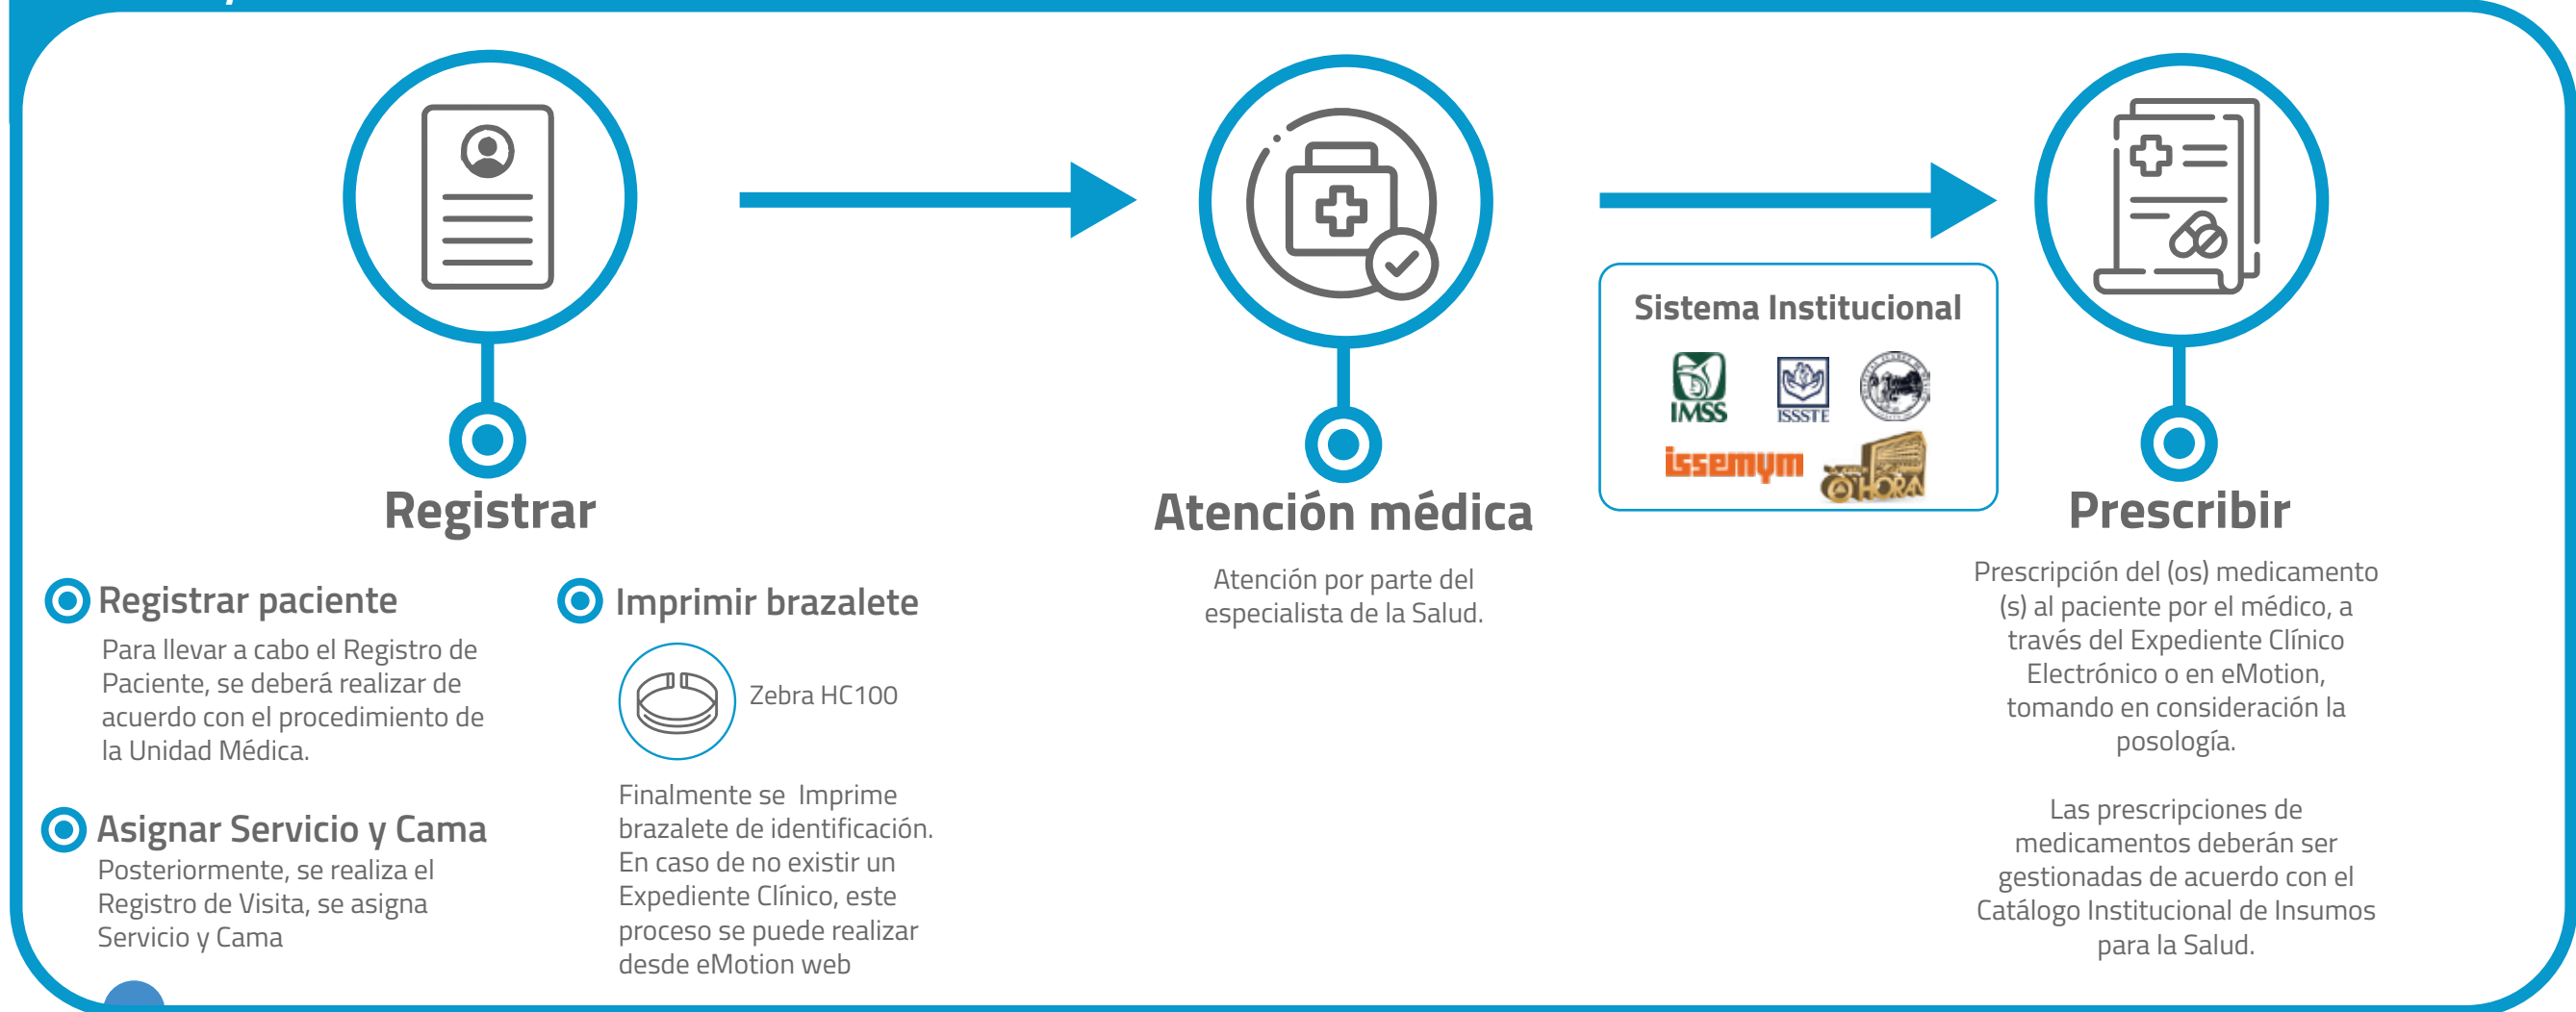 Registrar
Registrar paciente
Para llevar a cabo el Registro de
Paciente, se deberá realizar de
acuerdo con el procedimiento de
la Unidad Médica.
Asignar Servicio y Cama
Posteriormente, se realiza el
Registro de Visita, se asigna
Servicio y Cama
Imprimir brazalete
Zebra HC100
Finalmente se Imprime
brazalete de identificación.
En caso de no existir un
Expediente Clínico, este
proceso se puede realizar
desde eMotion web
Atención médica
Atención por parte del
especialista de la Salud.
Sistema Institucional
IMSS
ISSSTE
issemym
Prescribir
Prescripción del (os) medicamento
(s) al paciente por el médico, a
través del Expediente Clínico
Electrónico o en eMotion,
tomando en consideración la
posología.
Las prescripciones de
medicamentos deberán ser
gestionadas de acuerdo con el
Catálogo Institucional de Insumos
para la Salud.